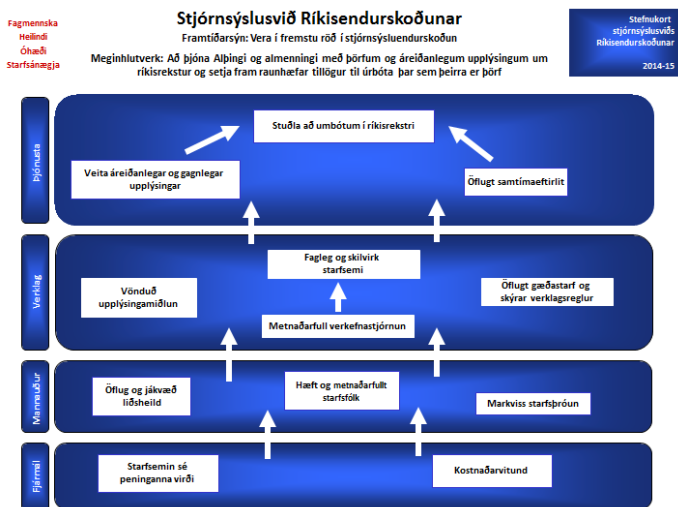 Fagmennska
Heilindi
Óhæði
Starfsánægja
Stjórnsýslusvið Ríkisendurskoðunar
Framtíðarsýn: Vera í fremstu röð í stjórnsýsluendurskoðun
Meginhlutverk: Að þjóna Alþingi og almenningi með þörfum og áreiðanlegum upplýsingum um
ríkisrekstur og setja fram raunhæfar tillögur til úrbóta þar sem þeirra er þörf
Stefnukort
stjórnsýslusviðs
Ríkisendurskoðunar
2014-15
Þjónusta
Stuðla að umbótum í ríkisrekstri
Veita áreiðanlegar og gagnlegar
upplýsingar
Öflugt samtímaeftirlit
Verklag
Fagleg og skilvirk
starfsemi
Vönduð
upplýsingamiðlun
Öflugt gæðastarf og
skýrar verklagsreglur
Metnaðarfull verkefnastjórnun
Mannauður
Öflug og jákvæð
liðsheild
Hæft og metnaðarfullt
starfsfólk
Markviss starfsþróun
Fjármál
Starfsemin sé
peninganna virði
Kostnaðarvitund